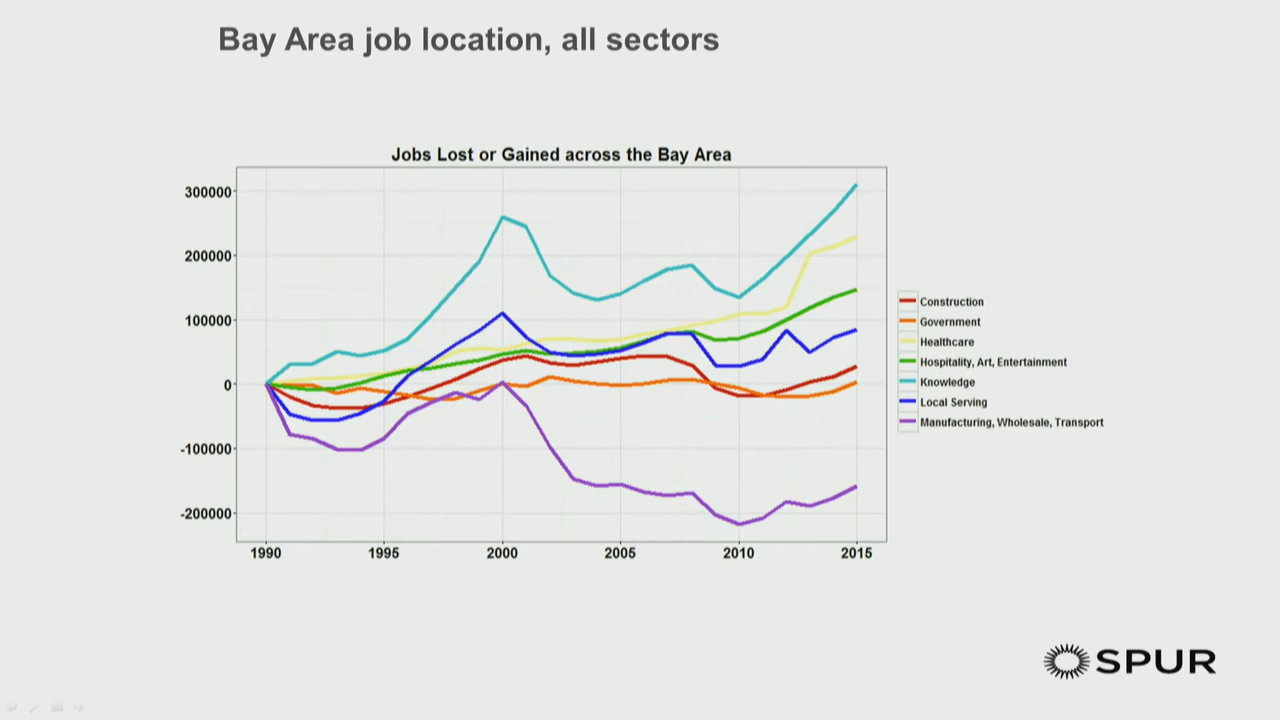 Bay Area job location, all sectors
Jobs Lost or Gained across the Bay Area
300000
200000
100000
0
-100000
-200000
1990 1995 2000 2005 2010 2015
Construction
Government
Healthcare
Hospitality, Art, Entertainment
Knowledge
Local Serving
Manufacturing, Wholesale, Transport
SPUR